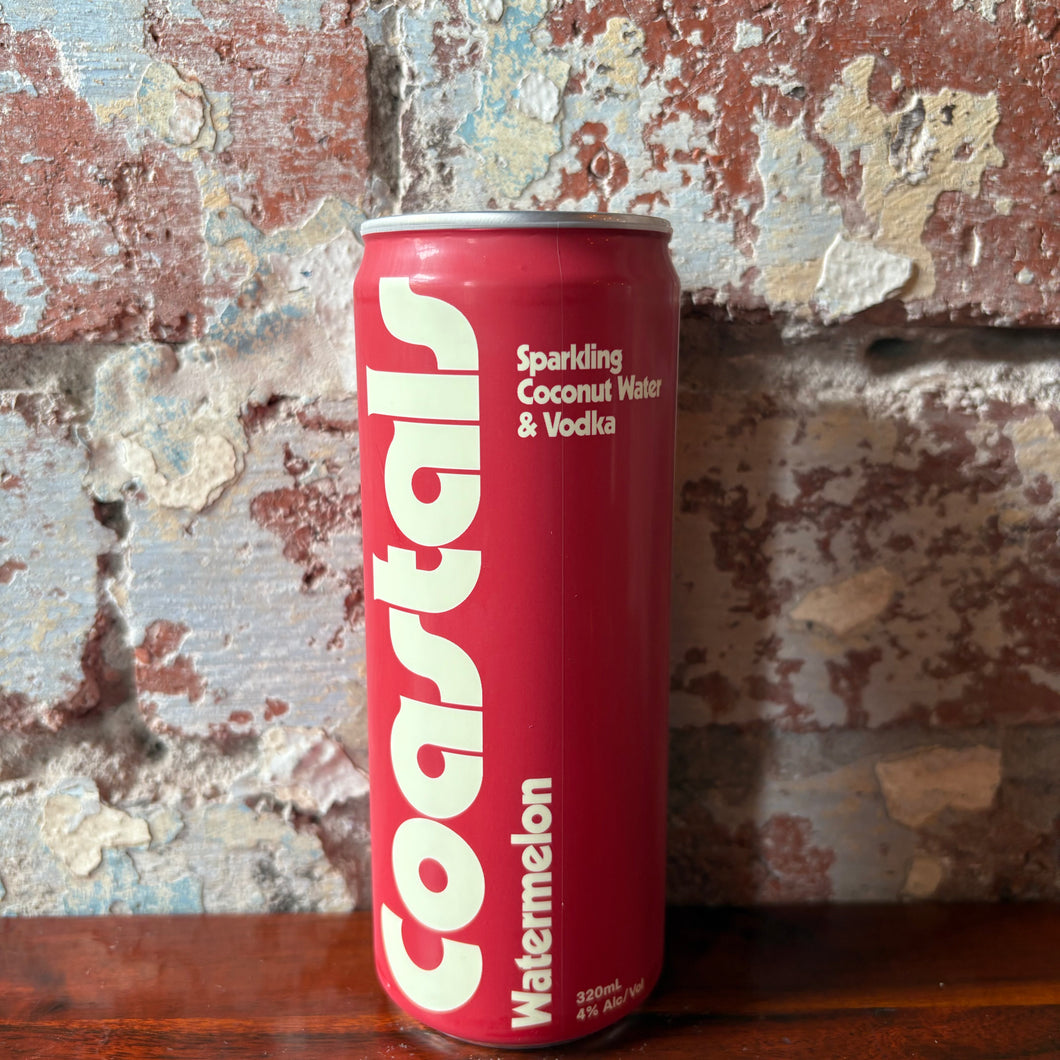 Coastals
Sparkling
Coconut Water
& Vodka
Watermelon
320mL
4% Alc/Vol